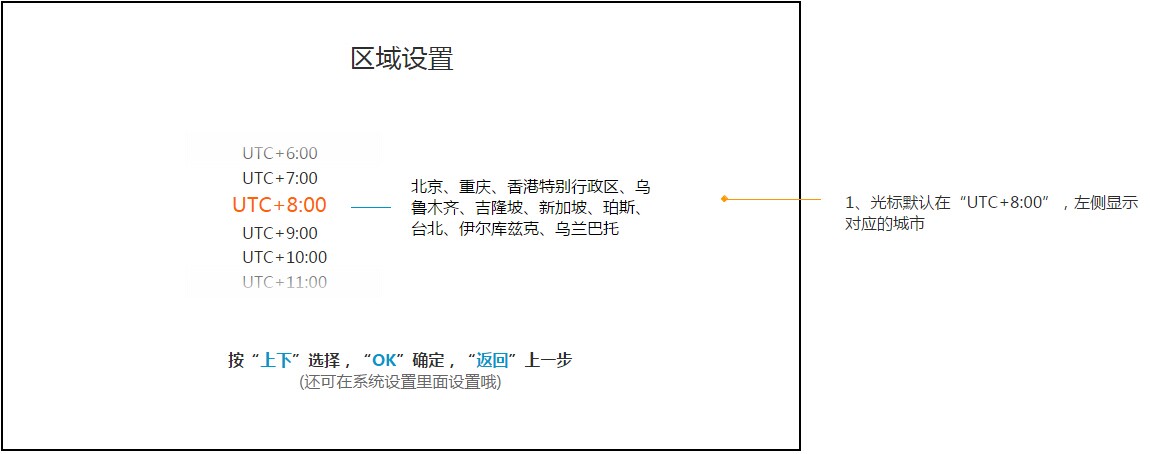 区域设置
UTC+6:00
UTC+7:00
UTC+8:00
UTC+9:00
UTC+10:00
UTC+11:00
北京、重庆、香港特别行政区、乌
鲁木齐、吉隆坡、新加坡、珀斯、
台北、伊尔库兹克、乌兰巴托
1、光标默认在“UTC+8:00”，左侧显示
对应的城市
按“上下”选择，“OK”确定，“返回”上一步
(还可在系统设置里面设置哦)